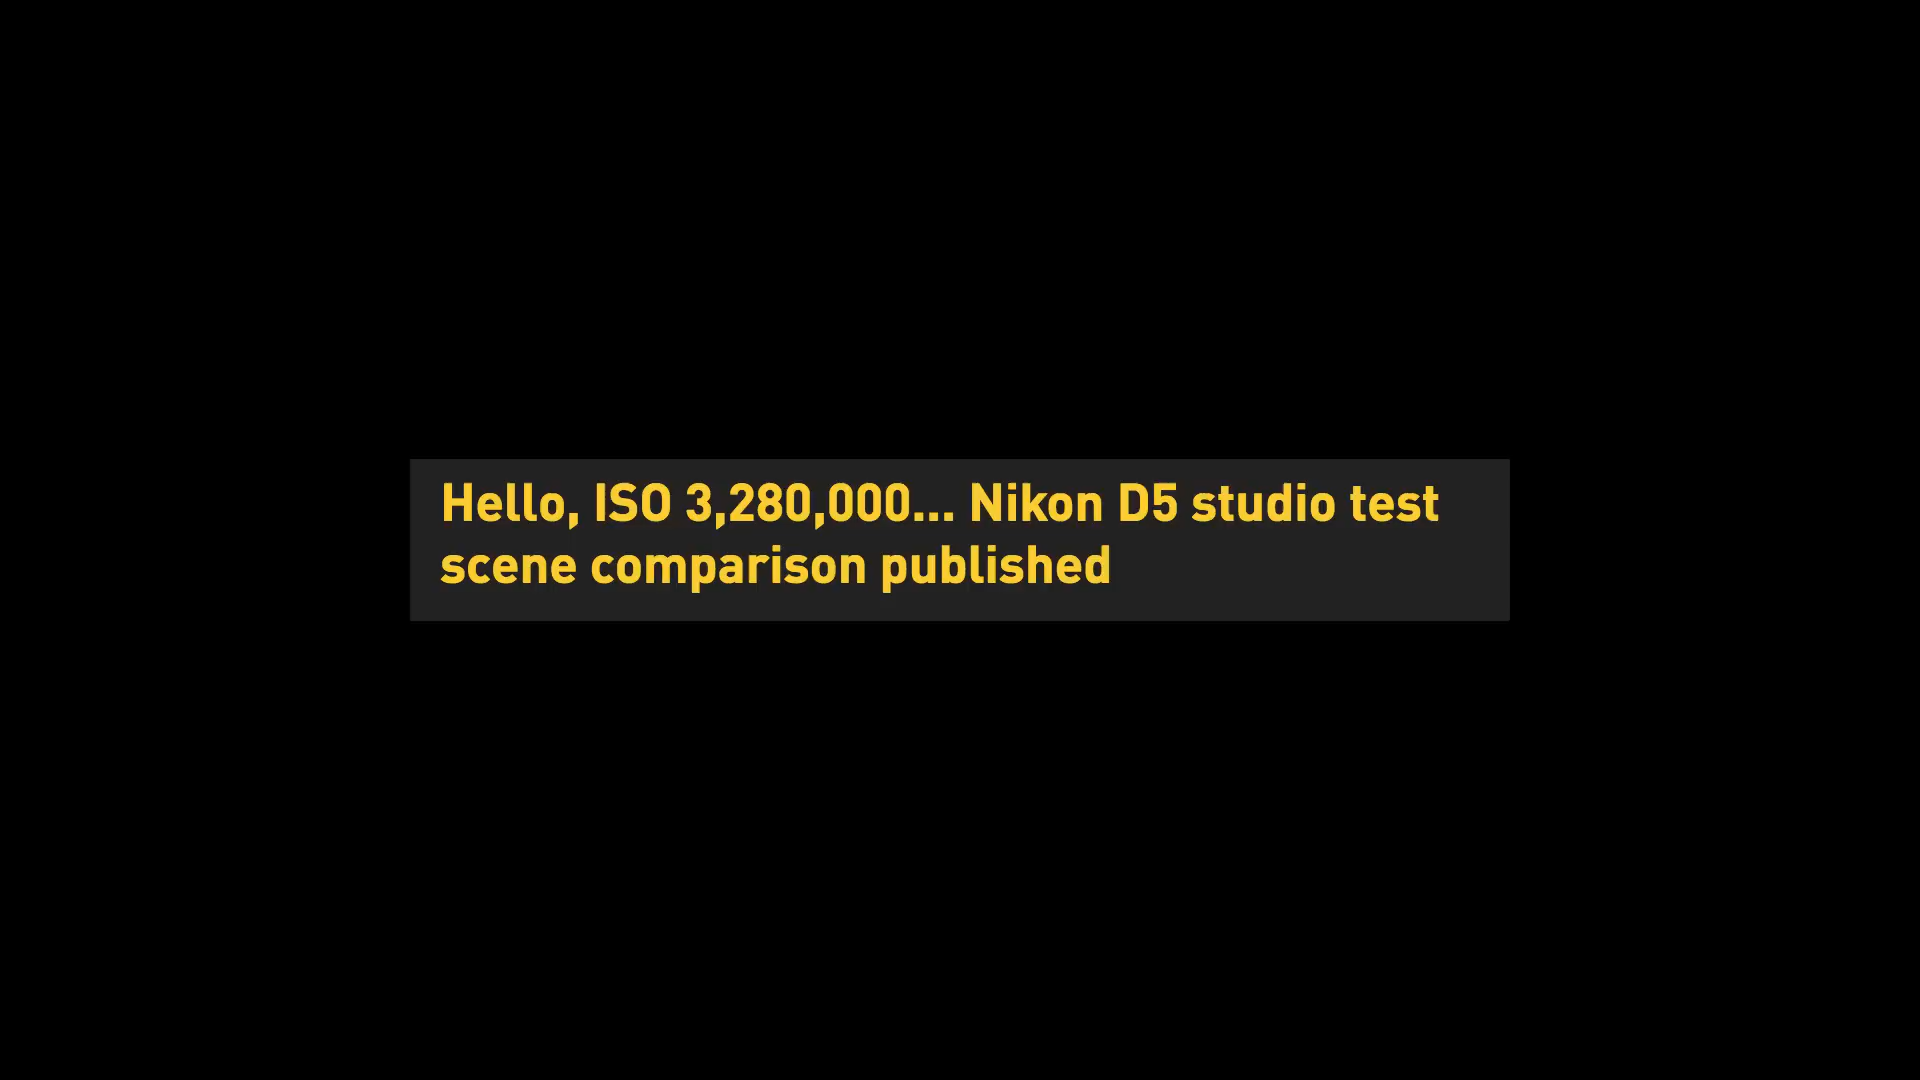 Hello, ISO 3,280,000... Nikon D5 studio test
scene comparison published